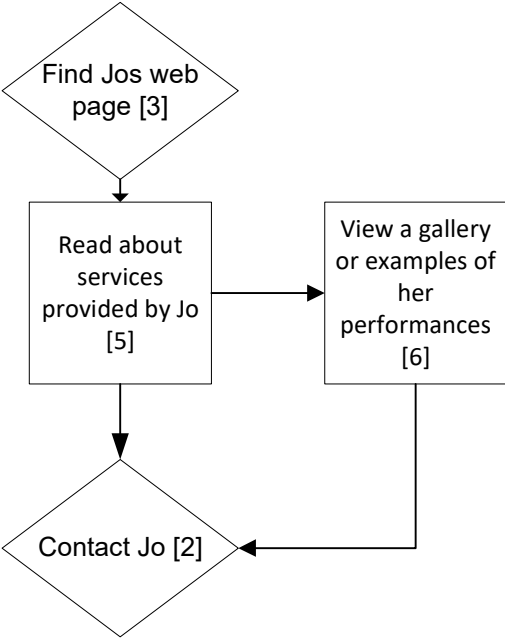 Find Jos web
page [3]
Read about
services
provided by Jo
[5]
View a gallery
or examples of
her
performances
[6]
Contact Jo [2]